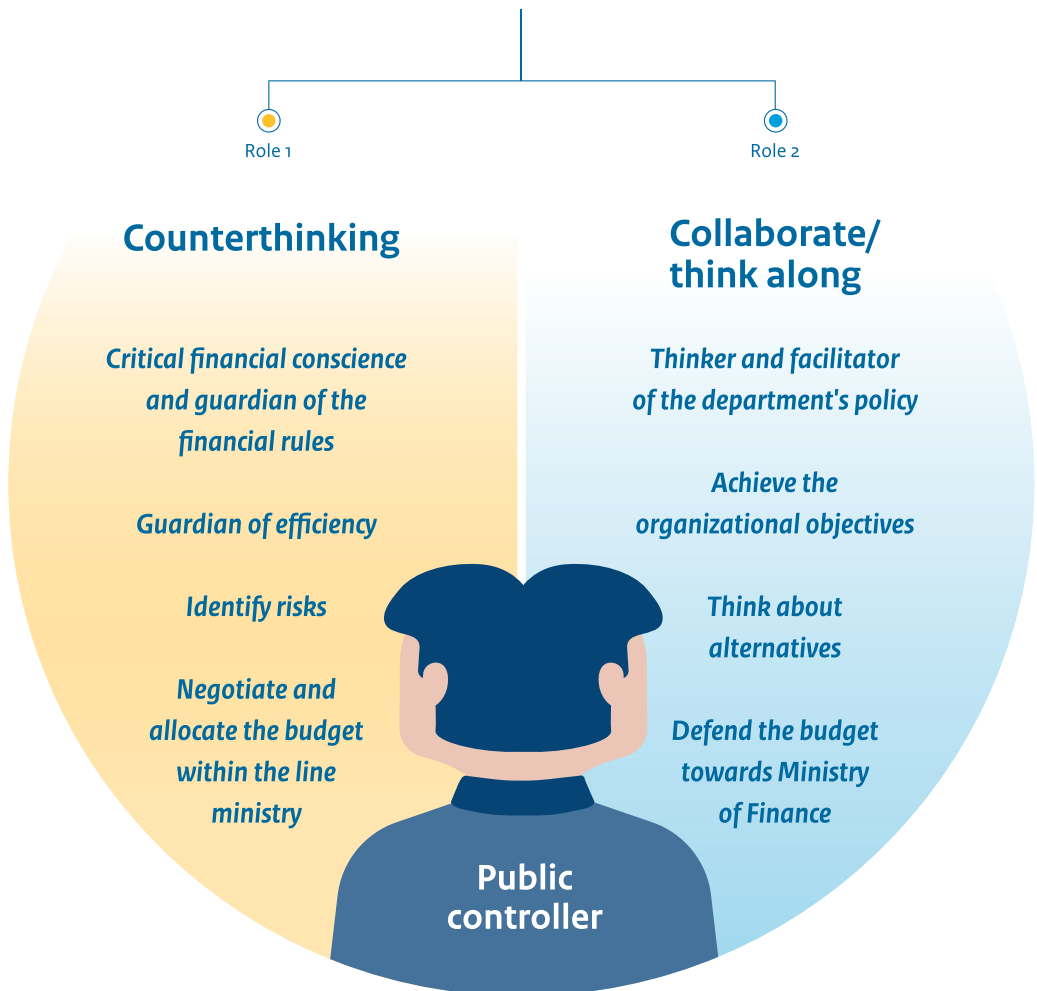 Role 1
Counterthinking
Critical financial conscience
and guardian of the
financial rules
Guardian of efficiency
Identify risks
Negotiate and
allocate the budget
within the line
ministry
Role 2
Collaborate/
think along
Thinker and facilitator
of the department's policy
Achieve the
organizational objectives
Think about
alternatives
Defend the budget
towards Ministry
of Finance
Public
controller